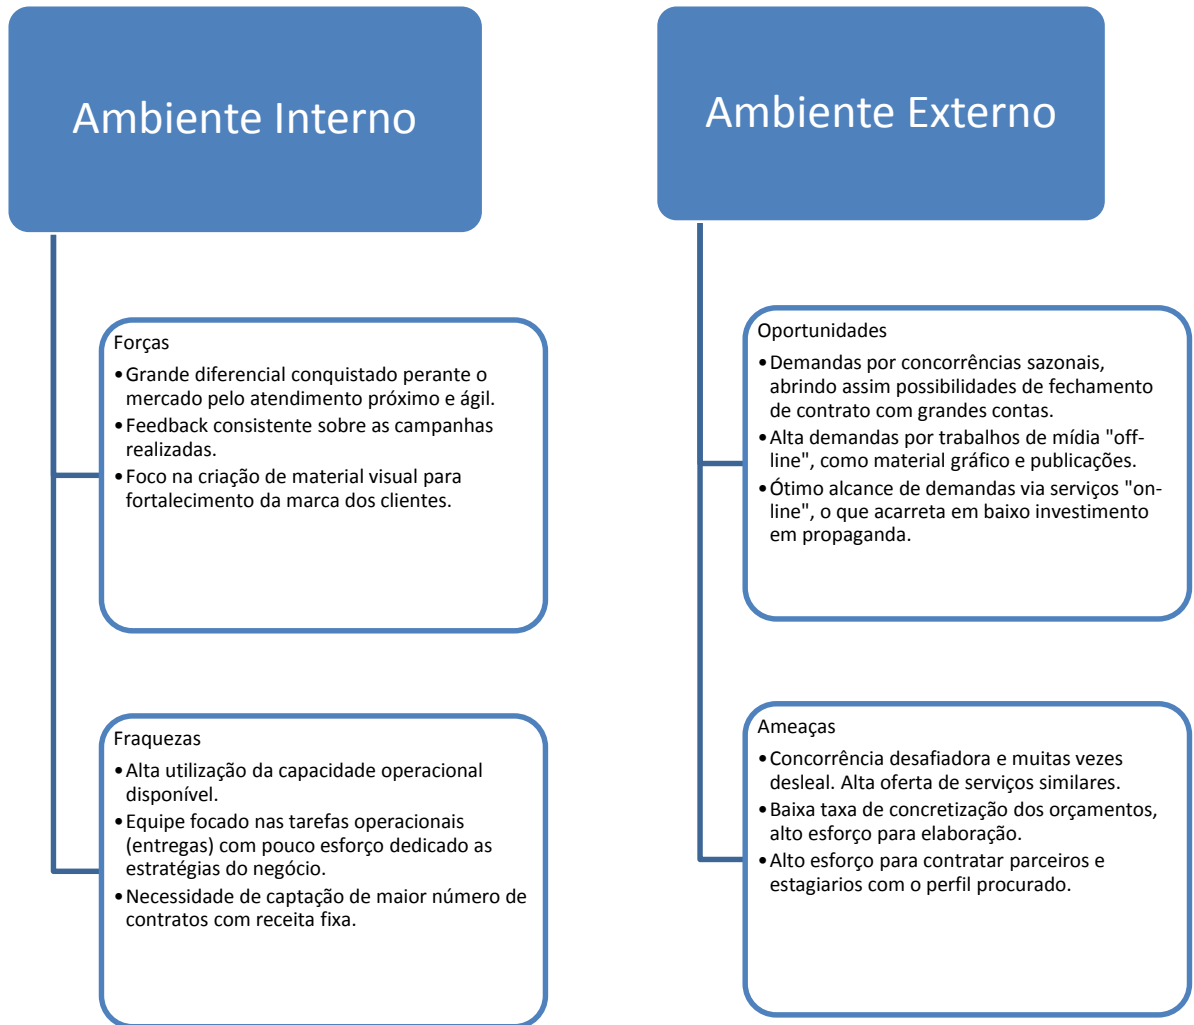 Ambiente Interno
Forças
•Grande diferencial conquistado perante o
mercado pelo atendimento próximo e ágil.
•Feedback consistente sobre as campanhas
realizadas.
•Foco na criação de material visual para
fortalecimento da marca dos clientes.
Fraquezas
•Alta utilização da capacidade operacional
disponível.
•Equipe focado nas tarefas operacionais
(entregas) com pouco esforço dedicado as
estratégias do negócio.
•Necessidade de captação de maior número de
contratos com receita fixa.
Ambiente Externo
Oportunidades
•Demandas por concorrências sazonais,
abrindo assim possibilidades de fechamento
de contrato com grandes contas.
•Alta demandas por trabalhos de mídia "off-
line", como material gráfico e publicações.
•Ótimo alcance de demandas via serviços "on-
line", o que acarreta em baixo investimento
em propaganda.
Ameaças
•Concorrência desafiadora e muitas vezes
desleal. Alta oferta de serviços similares.
•Baixa taxa de concretização dos orçamentos,
alto esforço para elaboração.
•Alto esforço para contratar parceiros e
estagiarios com o perfil procurado.